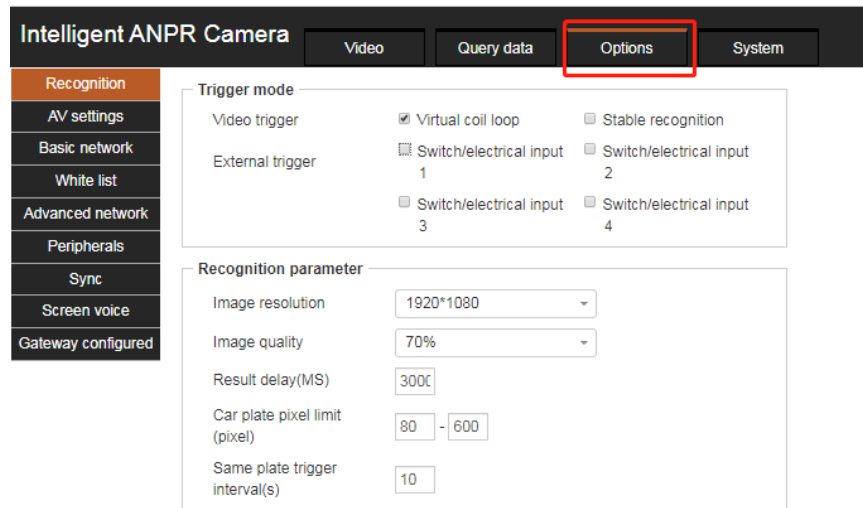 Intelligent ANPR Camera
Video
Query data
Options
System
Recognition
AV settings
Basic network
White list
Advanced network
Peripherals
Sync
Screen voice
Gateway configured
Trigger mode
Video trigger
Virtual coil loop
Stable recognition
External trigger
Switch/electrical input
1
Switch/electrical input
2
Switch/electrical input
3
Switch/electrical input
4
Recognition parameter
Image resolution
1920*1080
Image quality
70%
Result delay(MS)
3000
Car plate pixel limit
(pixel)
80 - 600
Same plate trigger
interval(s)
10